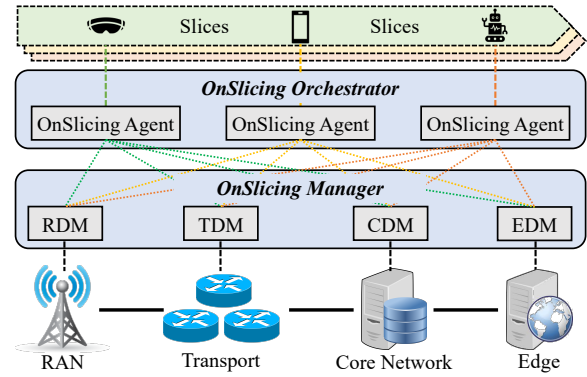 Slices Slices
OnSlicing Orchestrator
OnSlicing Agent OnSlicing Agent OnSlicing Agent
OnSlicing Manager
RDM TDM CDM EDM
RAN Transport Core Network Edge